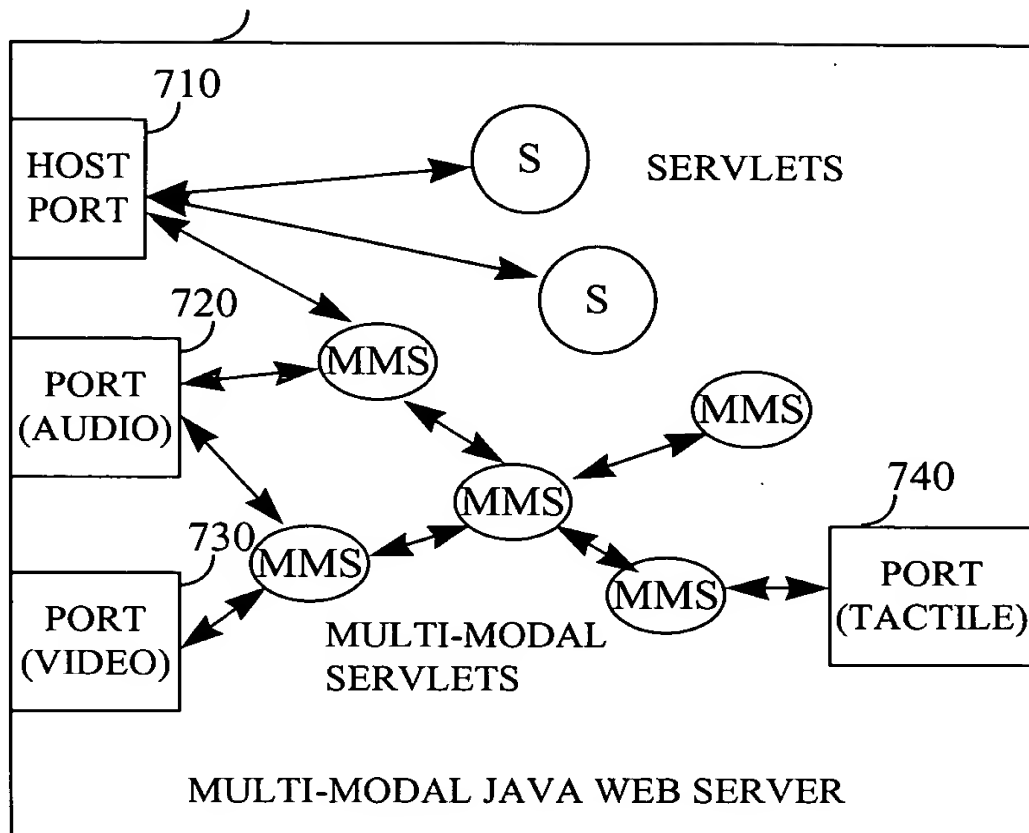 710
HOST
PORT
S
SERVLETS
S
720
PORT
(AUDIO)
MMS
MMS
MMS
740
730
MMS
MMS
PORT
(TACTILE)
PORT
(VIDEO)
MULTI-MODAL
SERVLETS
MULTI-MODAL JAVA WEB SERVER